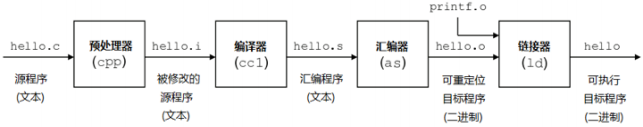 printf.o
hello.c
预处理器
(cpp)
hello.i
编译器
(cc1)
hello.s
汇编器
(as)
hello.o
链接器
(ld)
hello
源程序
(文本)
被修改的
源程序
(文本)
汇编程序
(文本)
可重定位
目标程序
(二进制)
可执行
目标程序
(二进制)